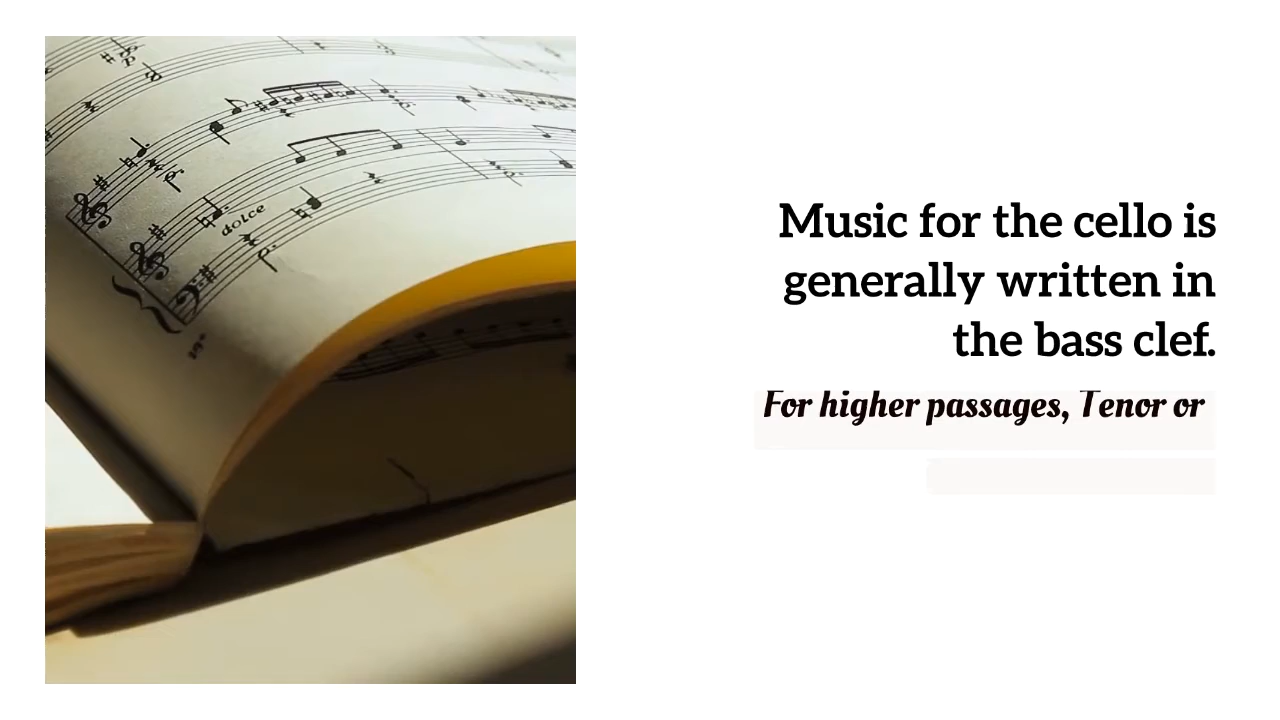 dolce
Music for the cello is
generally written in
the bass clef.
For higher passages, Tenor or